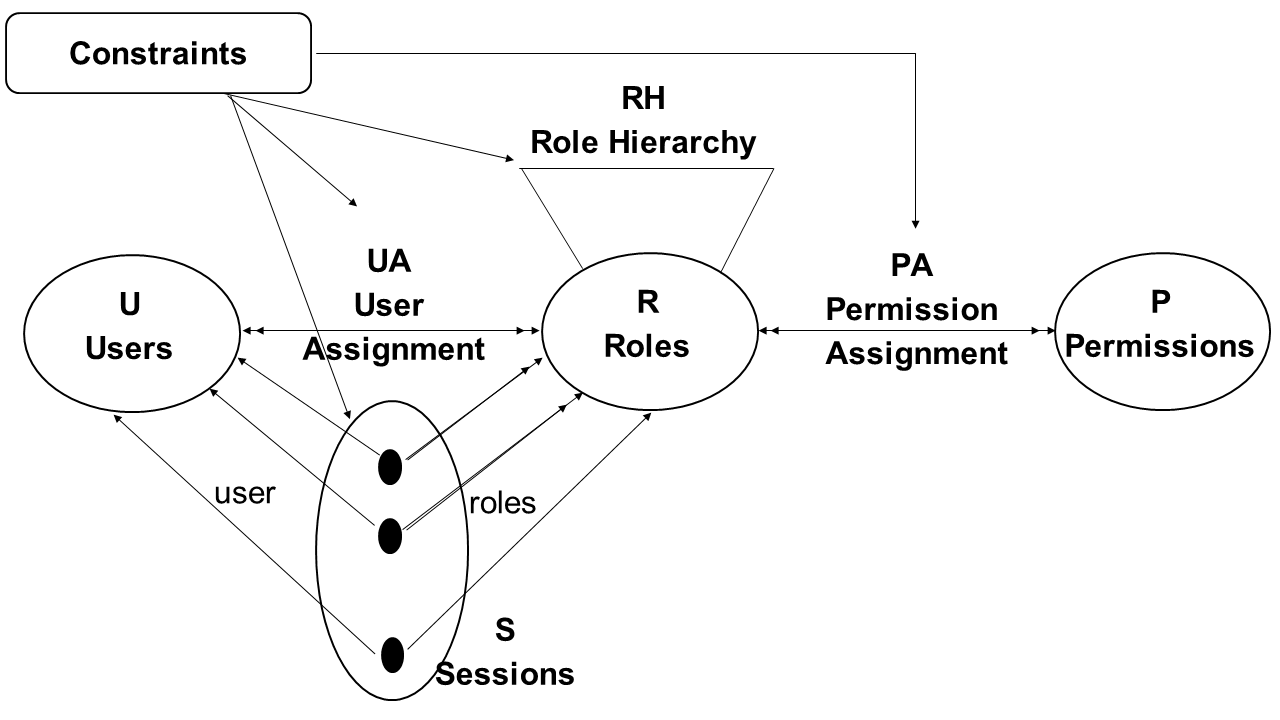 Constraints
RH
Role Hierarchy
UA
User
Assignment
PA
Permission
Assignment
U
Users
R
Roles
P
Permissions
user
roles
S
Sessions